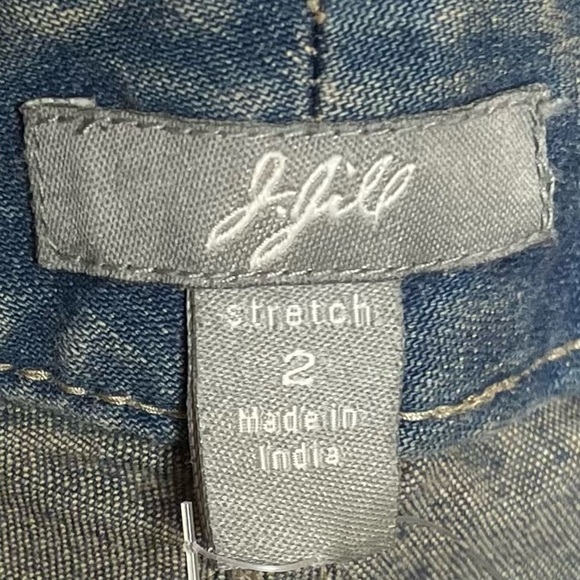 J.Jill
stretch
2
Made in
India